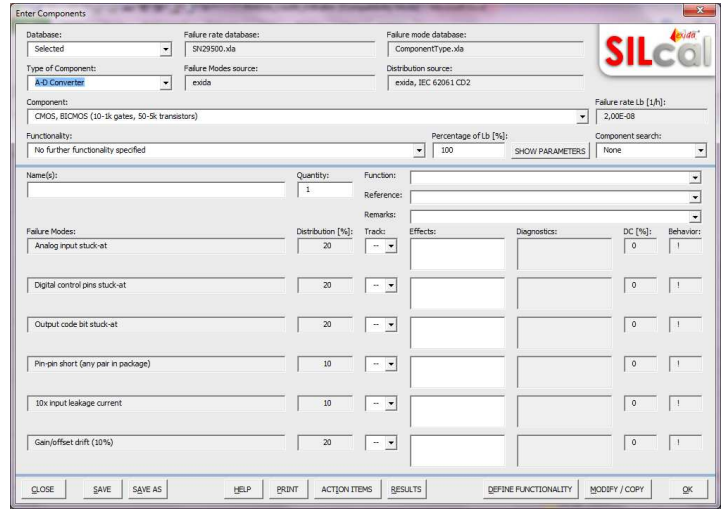 Enter Components
Database: Failure rate database: Failure mode database:
Selected SN29500.xla ComponentType.xla
exida
SILcal
Type of Component: Failure Modes source: Distribution source:
A-D Converter exida exida, IEC 62061 CD2
Component: Failure rate Lb [1/h]:
CMOS, BICMOS (10-1k gates, 50-5k transistors) 2,00E-08
Functionality: Percentage of Lb [%]: Component search:
No further functionality specified 100 SHOW PARAMETERS None
Name(s): Quantity: Function:
1
Reference:
Remarks:
Failure Modes: Distribution [%]: Track: Effects: Diagnostics: DC [%]: Behavior:
Analog input stuck-at 20 -- 0 !
Digital control pins stuck-at 20 -- 0 !
Output code bit stuck-at 20 -- 0 !
Pin-pin short (any pair in package) 10 -- 0 !
10x input leakage current 10 -- 0 !
Gain/offset drift (10%) 20 -- 0 !
CLOSE SAVE SAVE AS HELP PRINT ACTION ITEMS RESULTS DEFINE FUNCTIONALITY MODIFY / COPY OK